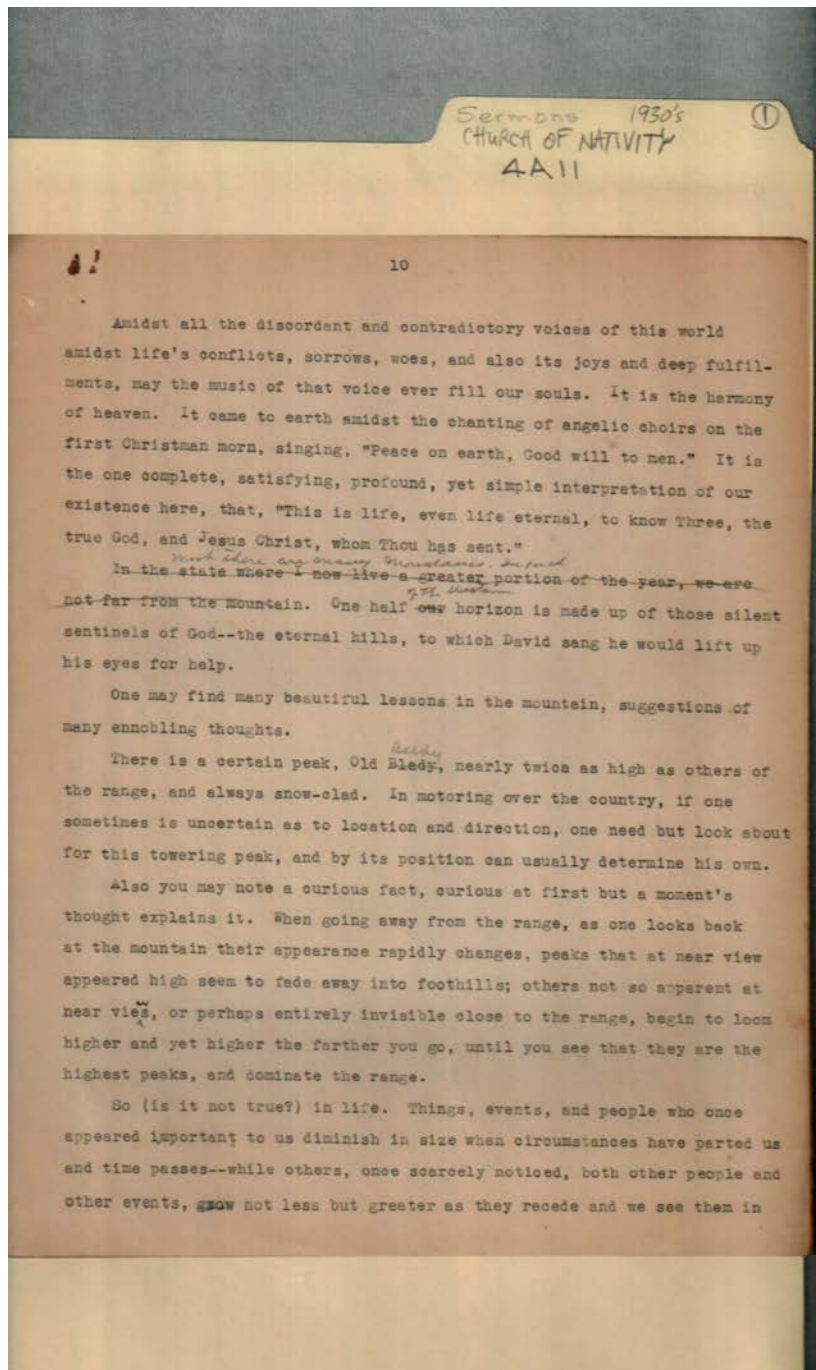 Sermons 1930's ①
CHURCH OF NATIVITY
4A11
10
Amidst all the discordant and contradictory voices of this world
amidst life's conflicts, sorrows, woes, and also its joys and deep fulfil-
ments, may the music of that voice ever fill our souls. It is the harmony
of heaven. It came to earth amidst the chanting of angelic choirs on the
first Christman morn, singing, "Peace on earth, Good will to men." It is
the one complete, satisfying, profound, yet simple interpretation of our
existence here, that, "This is life, even life eternal, to know Three, the
true God, and Jesus Christ, whom Thou has sent."
there are many mountains. In fact
In the state where I now live a greater portion of the year, we are
of the Western
not far from the mountain. One half our horizon is made up of those silent
sentinels of God--the eternal hills, to which David sang he would lift up
his eyes for help.
One may find many beautiful lessons in the mountain, suggestions of
many ennobling thoughts.
Baldy
There is a certain peak, Old Blady, nearly twice as high as others of
the range, and always snow-clad. In motoring over the country, if one
sometimes is uncertain as to location and direction, one need but look about
for this towering peak, and by its position can usually determine his own.
Also you may note a curious fact, curious at first but a moment's
thought explains it. When going away from the range, as one looks back
at the mountain their appearance rapidly changes, peaks that at near view
appeared high seem to fade away into foothills; others not so apparent at
w
near vies, or perhaps entirely invisible close to the range, begin to loom
higher and yet higher the farther you go, until you see that they are the
highest peaks, and dominate the range.
So (is it not true?) in life. Things, events, and people who once
appeared important to us diminish in size when circumstances have parted us
and time passes--while others, once scarcely noticed, both other people and
other events, grow not less but greater as they recede and we see them in